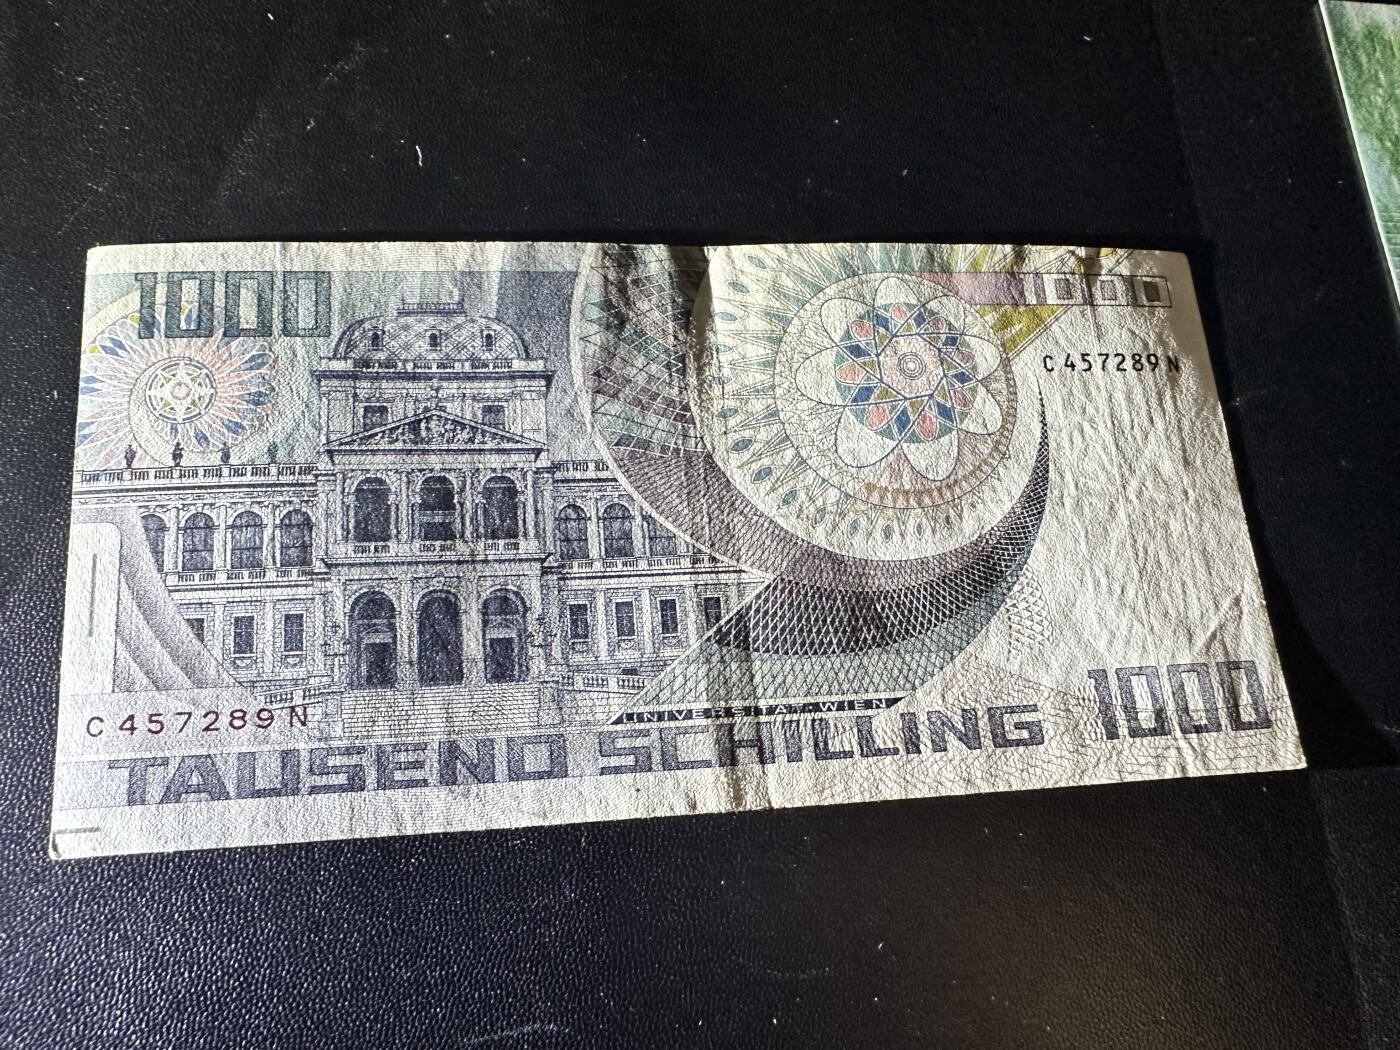 1000
1000
C 457289 N
C 457289 N
UNIVERSITÄT WIEN
TAUSEND SCHILLING 1000